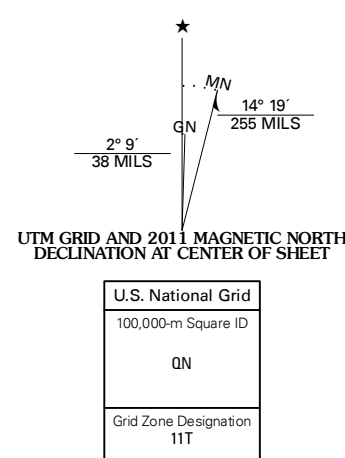 ★
MN
14° 19´
255 MILS
GN
2° 9´
38 MILS
UTM GRID AND 2011 MAGNETIC NORTH
DECLINATION AT CENTER OF SHEET
U.S. National Grid
100,000-m Square ID
QN
Grid Zone Designation
11T